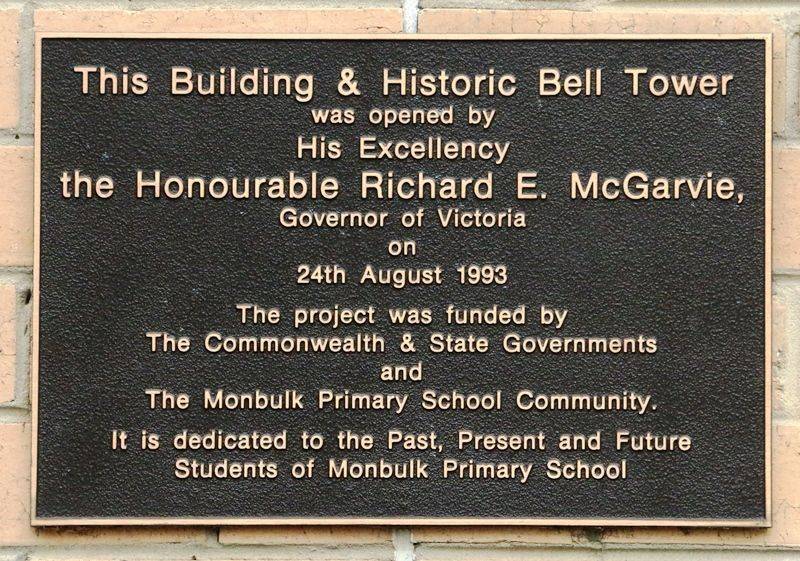 This Building & Historic Bell Tower
was opened by
His Excellency
the Honourable Richard E. McGarvie,
Governor of Victoria
on
24th August 1993
The project was funded by
The Commonwealth & State Governments
and
The Monbulk Primary School Community.
It is dedicated to the Past, Present and Future
Students of Monbulk Primary School